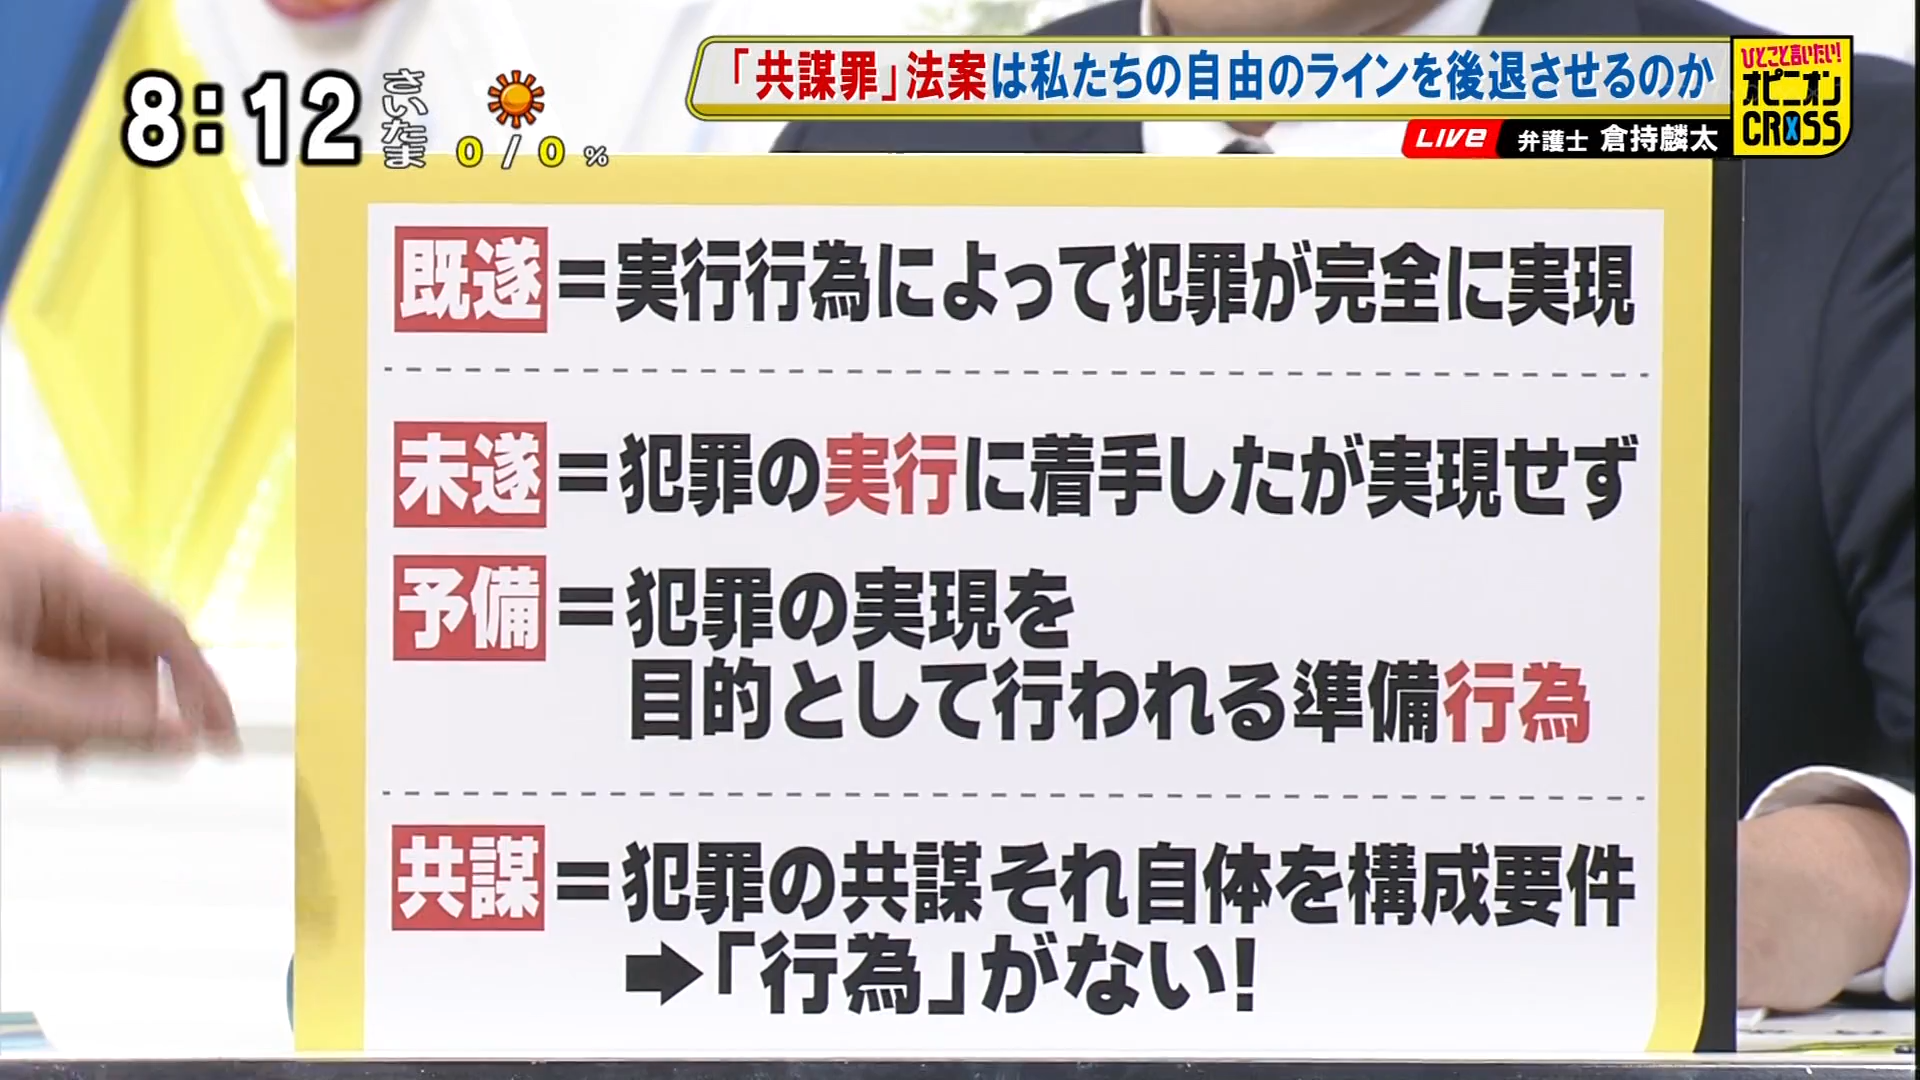 8:12
さいたま
0/0%
「共謀罪」法案は私たちの自由のラインを後退させるのか
ひとこと言いたい!
オピニオン
CROSS
LIVE 弁護士 倉持麟太
既遂=実行行為によって犯罪が完全に実現
未遂=犯罪の実行に着手したが実現せず
予備=犯罪の実現を
目的として行われる準備行為
共謀=犯罪の共謀それ自体を構成要件
➡「行為」がない!